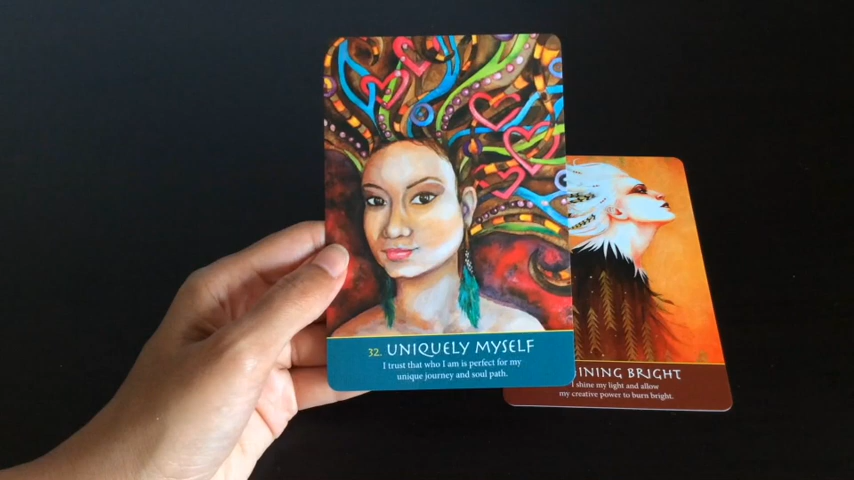 32. UNIQUELY MYSELF
I trust that who I am is perfect for my
unique journey and soul path.
INING BRIGHT
I shine my light and allow
my creative power to burn bright.